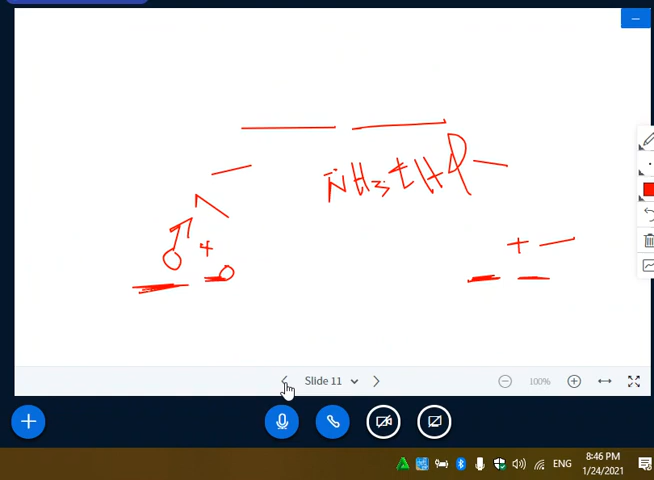 NH3 + H
+
+
Slide 11
100%
ENG
8:46 PM
1/24/2021